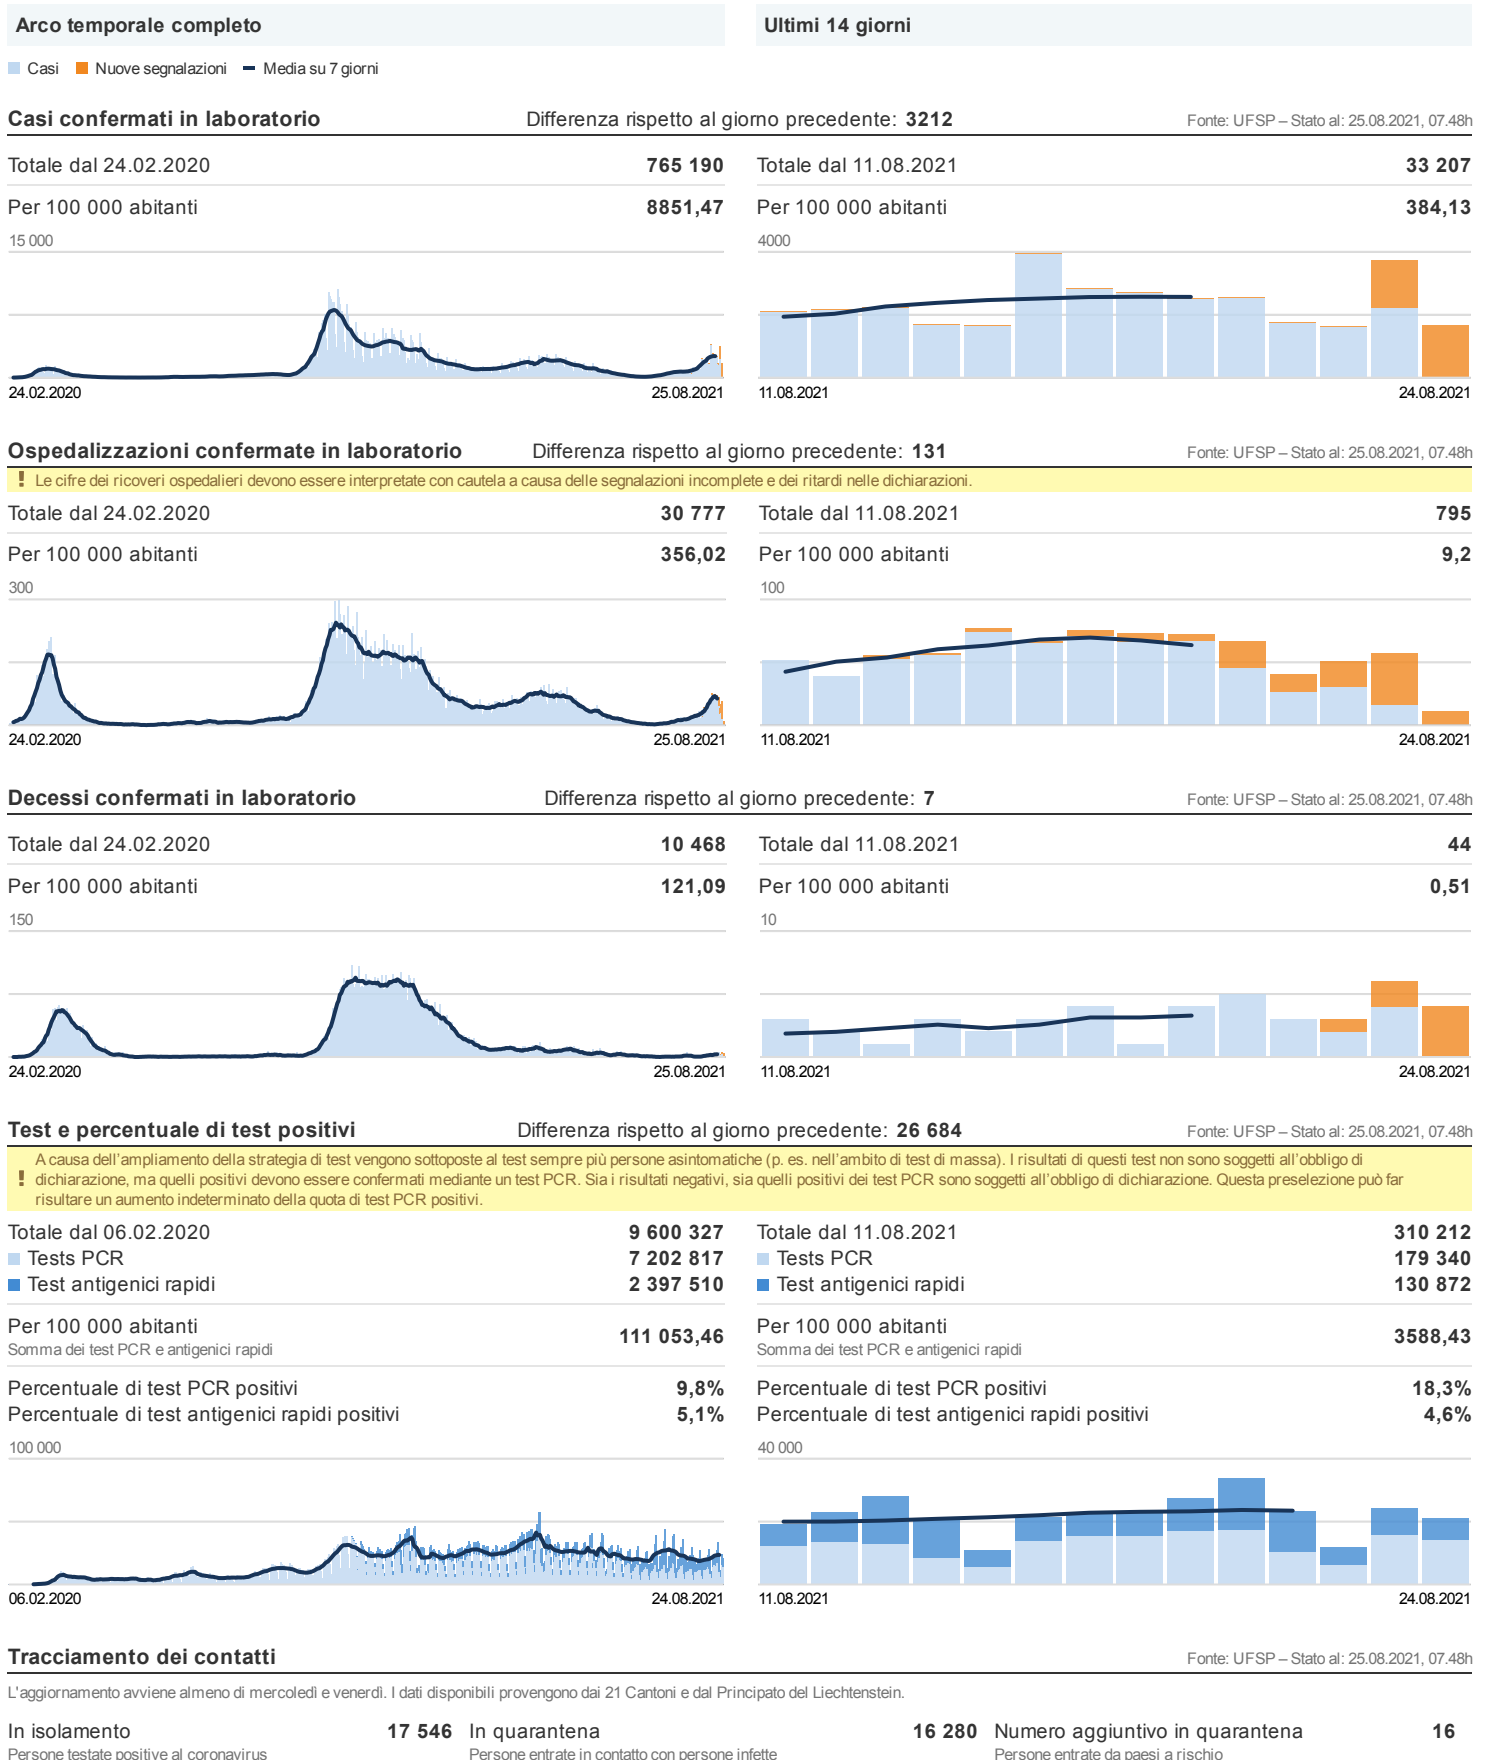 Arco temporale completo
Ultimi 14 giorni
Casi Nuove segnalazioni Media su 7 giorni
Casi confermati in laboratorio Differenza rispetto al giorno precedente: 3212 Fonte: UFSP – Stato al: 25.08.2021, 07.48h
Totale dal 24.02.2020 765 190
Per 100 000 abitanti 8851,47
15 000
24.02.2020 25.08.2021
Totale dal 11.08.2021 33 207
Per 100 000 abitanti 384,13
4000
11.08.2021 24.08.2021
Ospedalizzazioni confermate in laboratorio Differenza rispetto al giorno precedente: 131 Fonte: UFSP – Stato al: 25.08.2021, 07.48h
! Le cifre dei ricoveri ospedalieri devono essere interpretate con cautela a causa delle segnalazioni incomplete e dei ritardi nelle dichiarazioni.
Totale dal 24.02.2020 30 777
Per 100 000 abitanti 356,02
300
24.02.2020 25.08.2021
Totale dal 11.08.2021 795
Per 100 000 abitanti 9,2
100
11.08.2021 24.08.2021
Decessi confermati in laboratorio Differenza rispetto al giorno precedente: 7 Fonte: UFSP – Stato al: 25.08.2021, 07.48h
Totale dal 24.02.2020 10 468
Per 100 000 abitanti 121,09
150
24.02.2020 25.08.2021
Totale dal 11.08.2021 44
Per 100 000 abitanti 0,51
10
11.08.2021 24.08.2021
Test e percentuale di test positivi Differenza rispetto al giorno precedente: 26 684 Fonte: UFSP – Stato al: 25.08.2021, 07.48h
A causa dell'ampliamento della strategia di test vengono sottoposte al test sempre più persone asintomatiche (p. es. nell'ambito di test di massa). I risultati di questi test non sono soggetti all'obbligo di
! dichiarazione, ma quelli positivi devono essere confermati mediante un test PCR. Sia i risultati negativi, sia quelli positivi dei test PCR sono soggetti all'obbligo di dichiarazione. Questa preselezione può far
risultare un aumento indeterminato della quota di test PCR positivi.
Totale dal 06.02.2020 9 600 327
Tests PCR 7 202 817
Test antigenici rapidi 2 397 510
Per 100 000 abitanti 111 053,46
Somma dei test PCR e antigenici rapidi
Percentuale di test PCR positivi 9,8%
Percentuale di test antigenici rapidi positivi 5,1%
100 000
06.02.2020 24.08.2021
Totale dal 11.08.2021 310 212
Tests PCR 179 340
Test antigenici rapidi 130 872
Per 100 000 abitanti 3588,43
Somma dei test PCR e antigenici rapidi
Percentuale di test PCR positivi 18,3%
Percentuale di test antigenici rapidi positivi 4,6%
40 000
11.08.2021 24.08.2021
Tracciamento dei contatti Fonte: UFSP – Stato al: 25.08.2021, 07.48h
L'aggiornamento avviene almeno di mercoledì e venerdì. I dati disponibili provengono dai 21 Cantoni e dal Principato del Liechtenstein.
In isolamento 17 546 In quarantena 16 280 Numero aggiuntivo in quarantena 16
Persone testate positive al coronavirus Persone entrate in contatto con persone infette Persone entrate da paesi a rischio